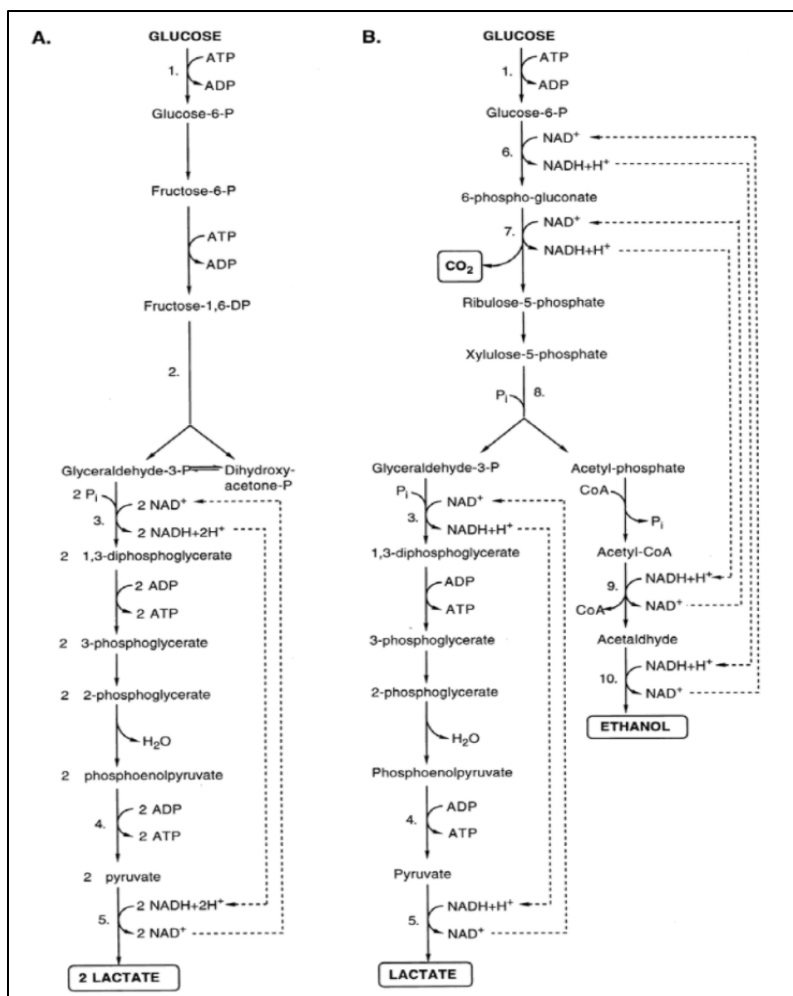 A.
GLUCOSE
1.
ATP
ADP
Glucose-6-P
Fructose-6-P
ATP
ADP
Fructose-1,6-DP
2.
Glyceraldehyde-3-P
Dihydroxy-
acetone-P
2 Pi
2 NAD+
3.
2 NADH+2H+
2 1,3-diphosphoglycerate
2 ADP
2 ATP
2 3-phosphoglycerate
2 2-phosphoglycerate
H2O
2 phosphoenolpyruvate
2 ADP
4.
2 ATP
2 pyruvate
2 NADH+2H+
5.
2 NAD+
2 LACTATE
B.
GLUCOSE
1.
ATP
ADP
Glucose-6-P
NAD+
6.
NADH+H+
6-phospho-gluconate
NAD+
7.
NADH+H+
CO2
Ribulose-5-phosphate
Xylulose-5-phosphate
Pi
8.
Glyceraldehyde-3-P
Pi
NAD+
3.
NADH+H+
1,3-diphosphoglycerate
ADP
ATP
3-phosphoglycerate
2-phosphoglycerate
H2O
Phosphoenolpyruvate
ADP
4.
ATP
Pyruvate
NADH+H+
5.
NAD+
LACTATE
Acetyl-phosphate
CoA
Pi
Acetyl-CoA
NADH+H+
9.
CoA
NAD+
Acetaldhyde
NADH+H+
10.
NAD+
ETHANOL